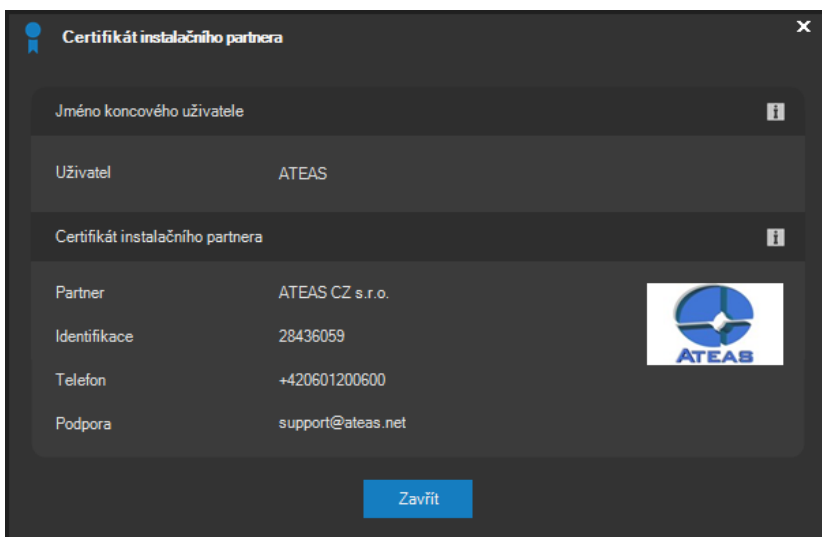 Certifikát instalačního partnera
Jméno koncového uživatele
Uživatel ATEAS
Certifikát instalačního partnera
Partner ATEAS CZ s.r.o.
Identifikace 28436059
Telefon +420601200600
Podpora support@ateas.net
ATEAS
Zavřít